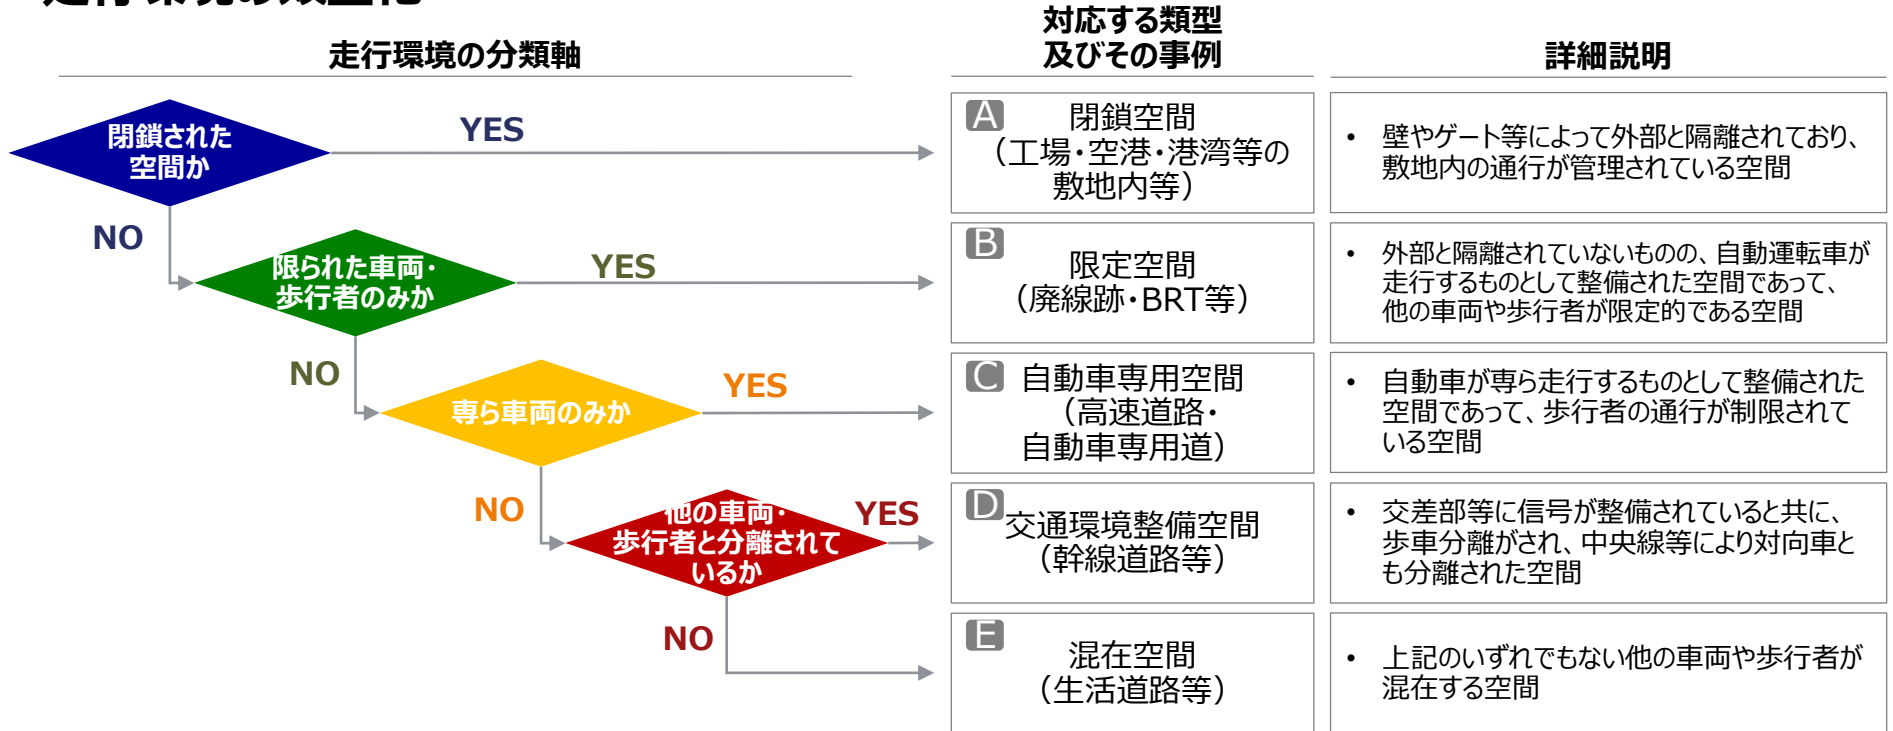 走行環境の類型化
走行環境の分類軸
対応する類型
及びその事例
詳細説明
閉鎖された
空間か
YES
NO
A
閉鎖空間
（工場・空港・港湾等の
敷地内等）
• 壁やゲート等によって外部と隔離されており、
敷地内の通行が管理されている空間
限られた車両・
歩行者のみか
YES
NO
B
限定空間
（廃線跡・BRT等）
• 外部と隔離されていないものの、自動運転車が
走行するものとして整備された空間であって、
他の車両や歩行者が限定的である空間
専ら車両のみか
YES
NO
C
自動車専用空間
（高速道路・
自動車専用道）
• 自動車が専ら走行するものとして整備された
空間であって、歩行者の通行が制限されて
いる空間
他の車両・
歩行者と分離されて
いるか
YES
NO
D
交通環境整備空間
（幹線道路等）
• 交差部等に信号が整備されていると共に、
歩車分離がされ、中央線等により対向車と
も分離された空間
E
混在空間
（生活道路等）
• 上記のいずれでもない他の車両や歩行者が
混在する空間